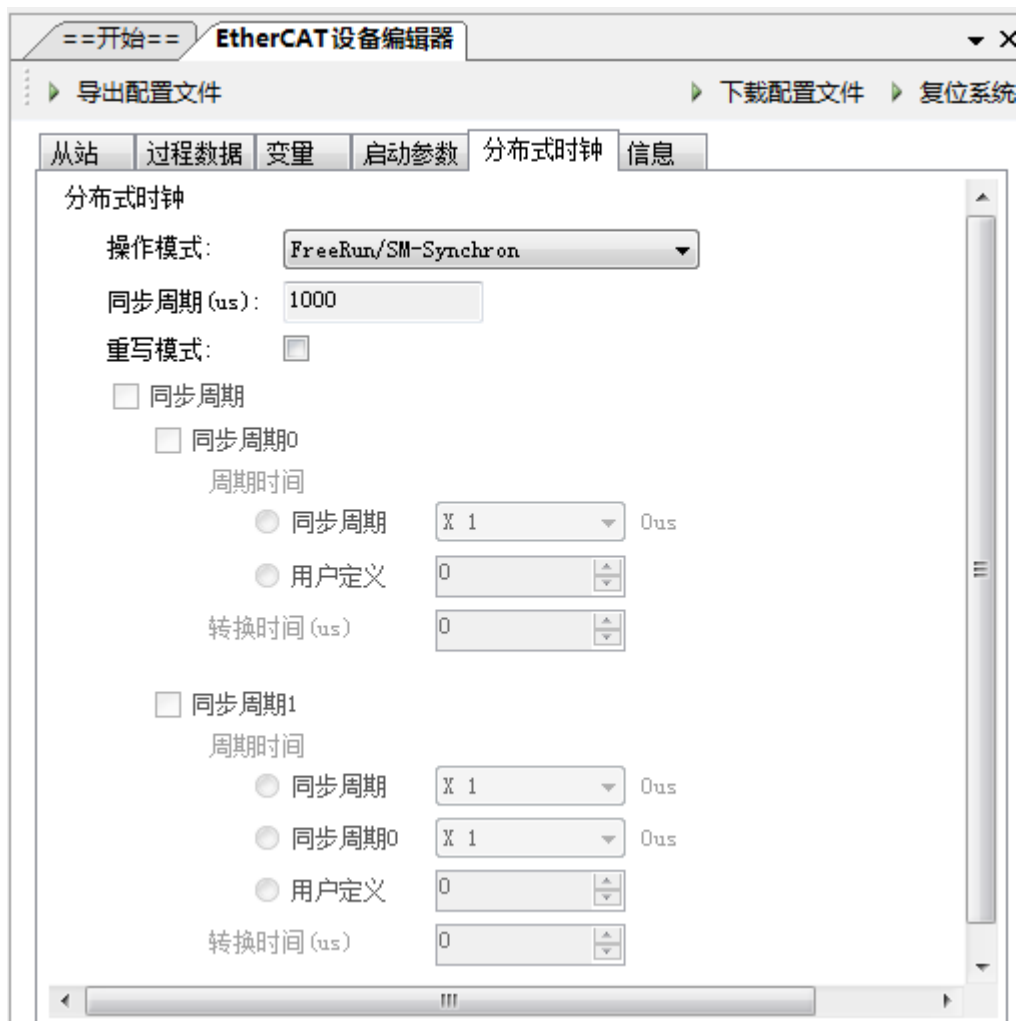 ==开始== EtherCAT设备编辑器
导出配置文件 下载配置文件 复位系统
从站 过程数据 变量 启动参数 分布式时钟 信息
分布式时钟
操作模式: FreeRun/SM-Synchron
同步周期(us): 1000
重写模式:
同步周期
同步周期0
周期时间
同步周期 X 1 0us
用户定义 0
转换时间(us) 0
同步周期1
周期时间
同步周期 X 1 0us
同步周期0 X 1 0us
用户定义 0
转换时间(us) 0